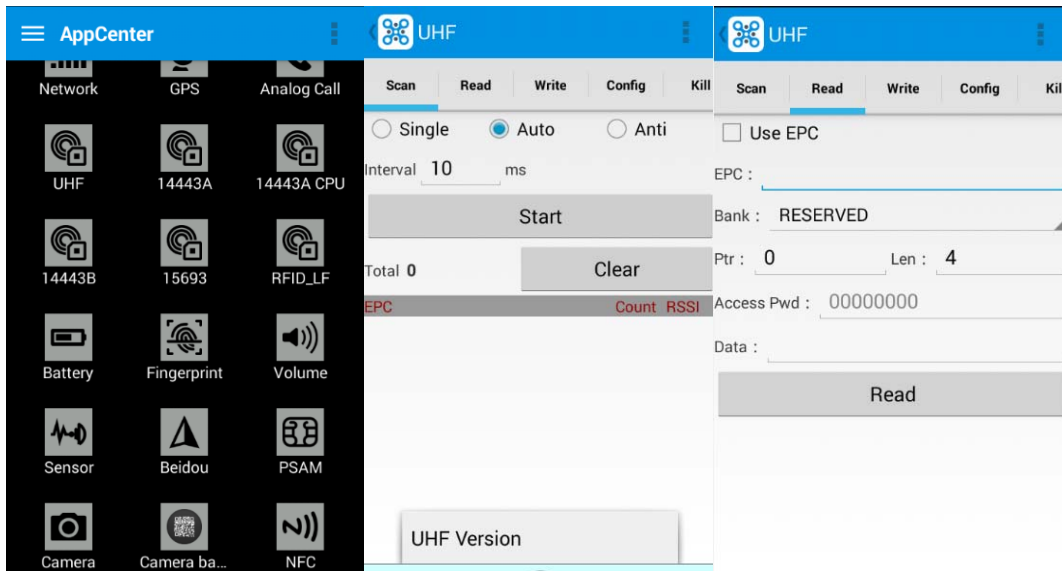 AppCenter
Network GPS Analog Call
UHF 14443A 14443A CPU
14443B 15693 RFID_LF
Battery Fingerprint Volume
Sensor Beidou PSAM
Camera Camera ba... NFC
UHF
Scan Read Write Config Kill
Single Auto Anti
Interval 10 ms
Start
Total 0 Clear
EPC Count RSSI
UHF Version
UHF
Scan Read Write Config Kil
Use EPC
EPC :
Bank : RESERVED
Ptr : 0 Len : 4
Access Pwd : 00000000
Data :
Read